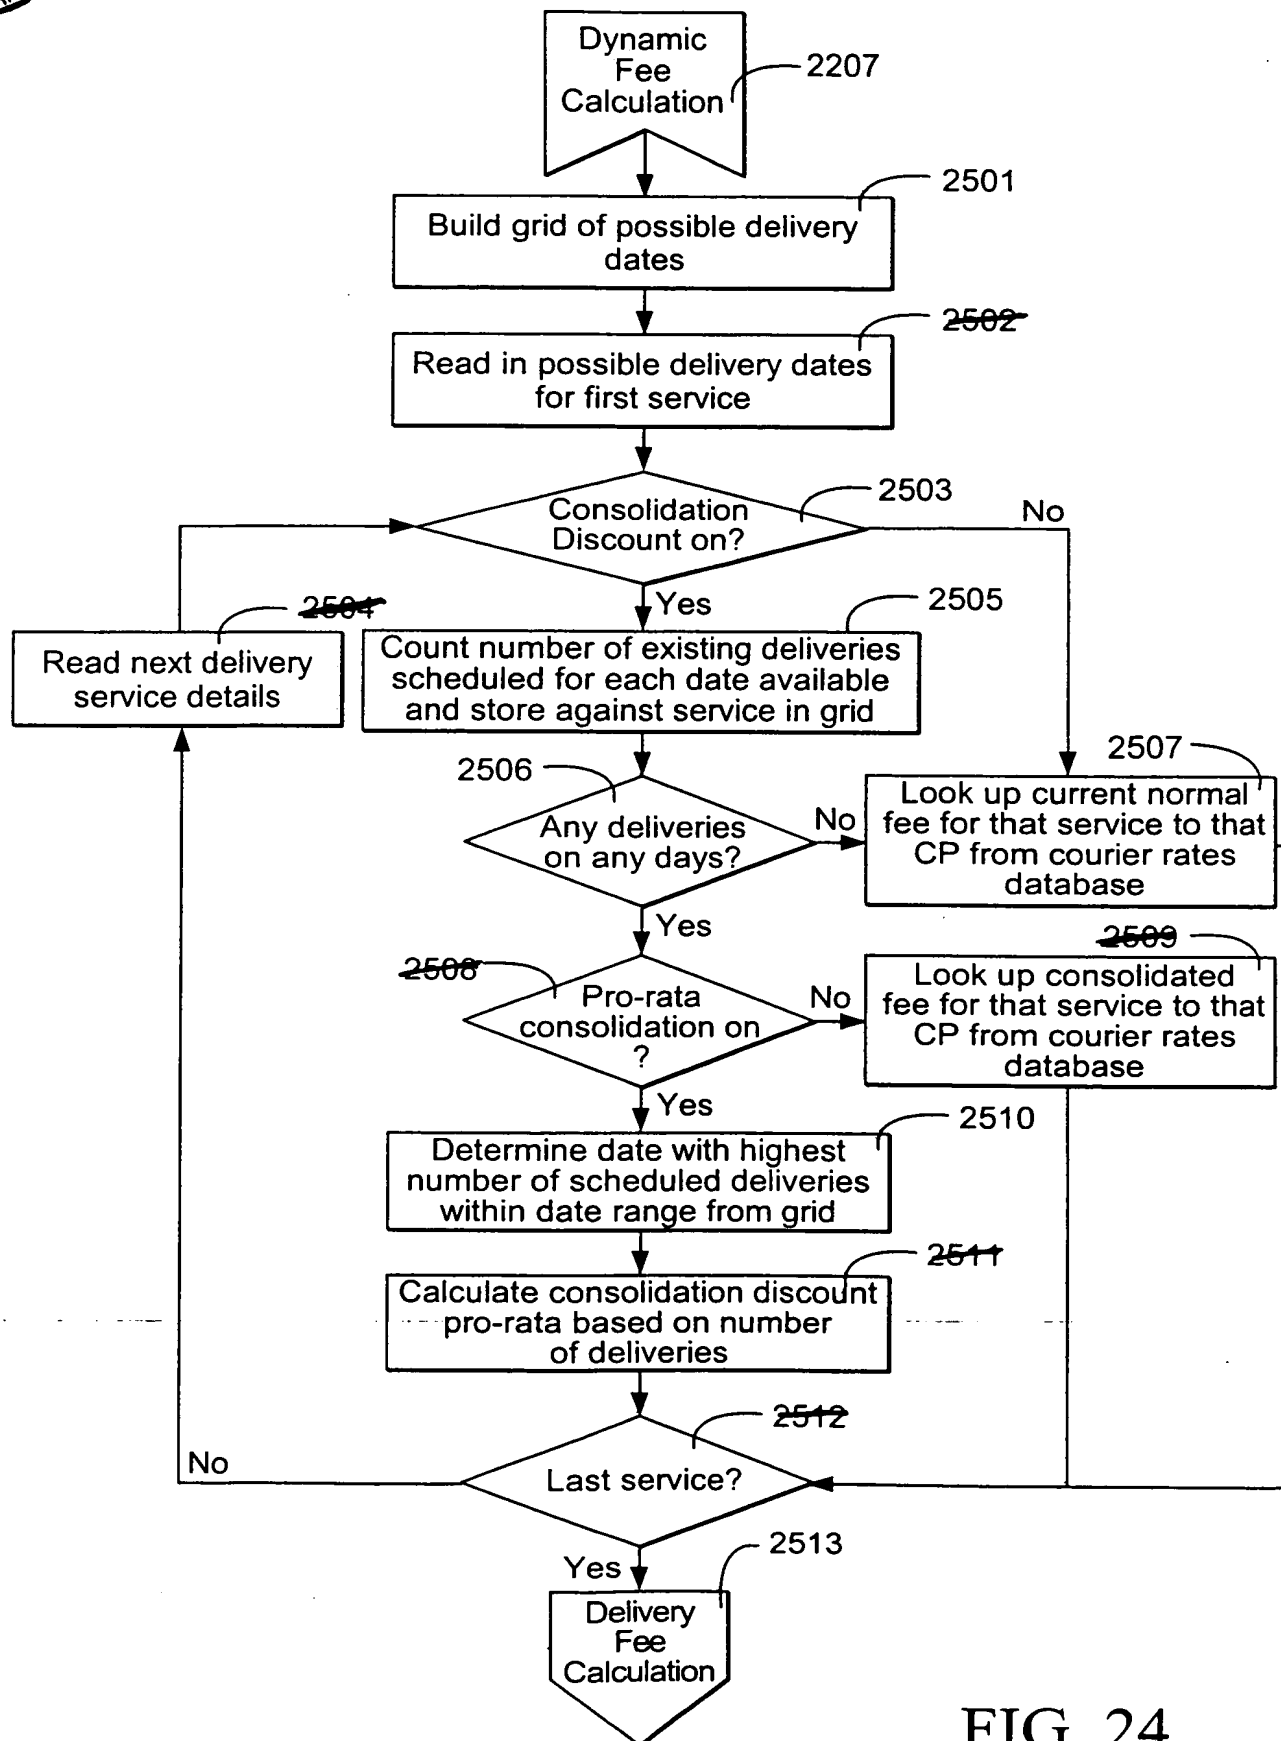 Dynamic
Fee
Calculation
2207
2501
Build grid of possible delivery
dates
2502
Read in possible delivery dates
for first service
2503
Consolidation
Discount on?
No
Yes
2504
Read next delivery
service details
2505
Count number of existing deliveries
scheduled for each date available
and store against service in grid
2506
Any deliveries
on any days?
No
2507
Look up current normal
fee for that service to that
CP from courier rates
database
Yes
2508
Pro-rata
consolidation on
?
No
2509
Look up consolidated
fee for that service to that
CP from courier rates
database
Yes
2510
Determine date with highest
number of scheduled deliveries
within date range from grid
2511
Calculate consolidation discount
pro-rata based on number
of deliveries
2512
Last service?
No
Yes
2513
Delivery
Fee
Calculation
FIG. 24